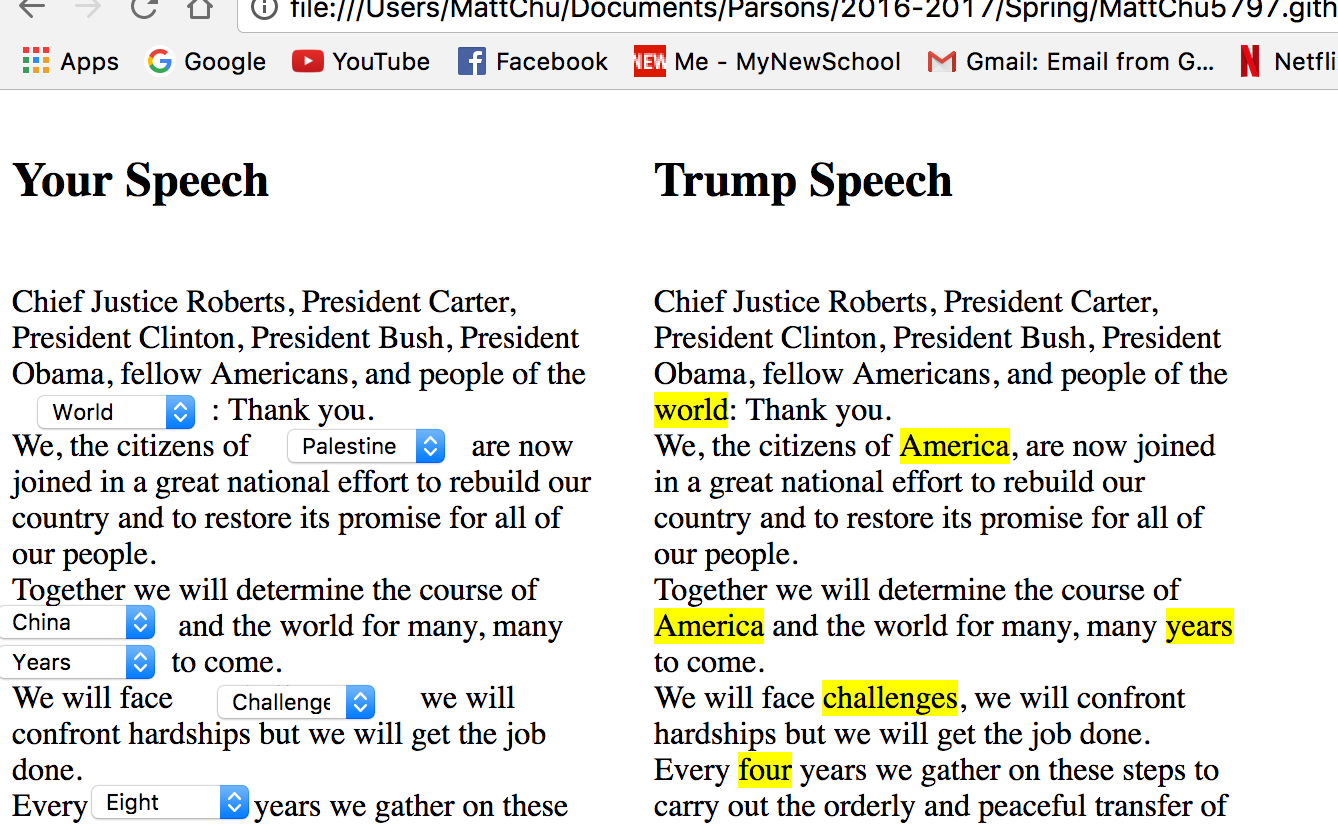 file:///Users/MattChu/Documents/Parsons/2016-2017/Spring/MattChu5797.gith
Apps Google YouTube Facebook NEW Me - MyNewSchool Gmail: Email from G... Netfli
Your Speech
Chief Justice Roberts, President Carter,
President Clinton, President Bush, President
Obama, fellow Americans, and people of the
World : Thank you.
We, the citizens of Palestine are now
joined in a great national effort to rebuild our
country and to restore its promise for all of
our people.
Together we will determine the course of
China and the world for many, many
Years to come.
We will face Challenge we will
confront hardships but we will get the job
done.
Every Eight years we gather on these
Trump Speech
Chief Justice Roberts, President Carter,
President Clinton, President Bush, President
Obama, fellow Americans, and people of the
world: Thank you.
We, the citizens of America, are now joined
in a great national effort to rebuild our
country and to restore its promise for all of
our people.
Together we will determine the course of
America and the world for many, many years
to come.
We will face challenges, we will confront
hardships but we will get the job done.
Every four years we gather on these steps to
carry out the orderly and peaceful transfer of